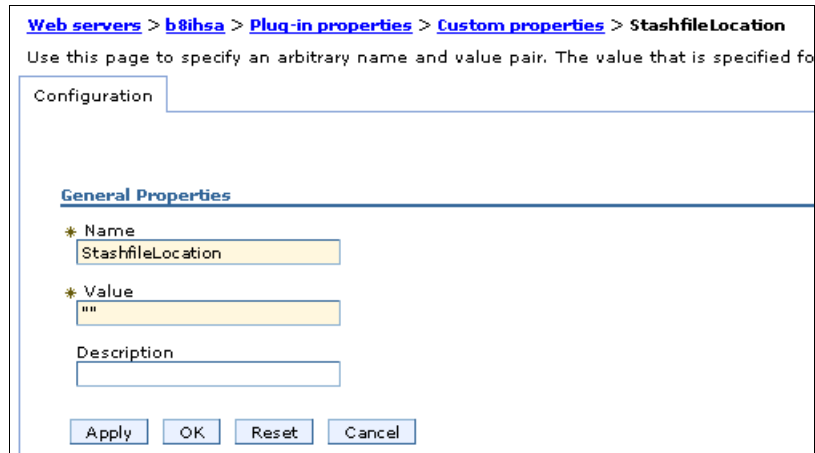 Web servers > b8ihsa > Plug-in properties > Custom properties > StashfileLocation
Use this page to specify an arbitrary name and value pair. The value that is specified fo
Configuration
General Properties
* Name
StashfileLocation
* Value
""
Description
Apply OK Reset Cancel